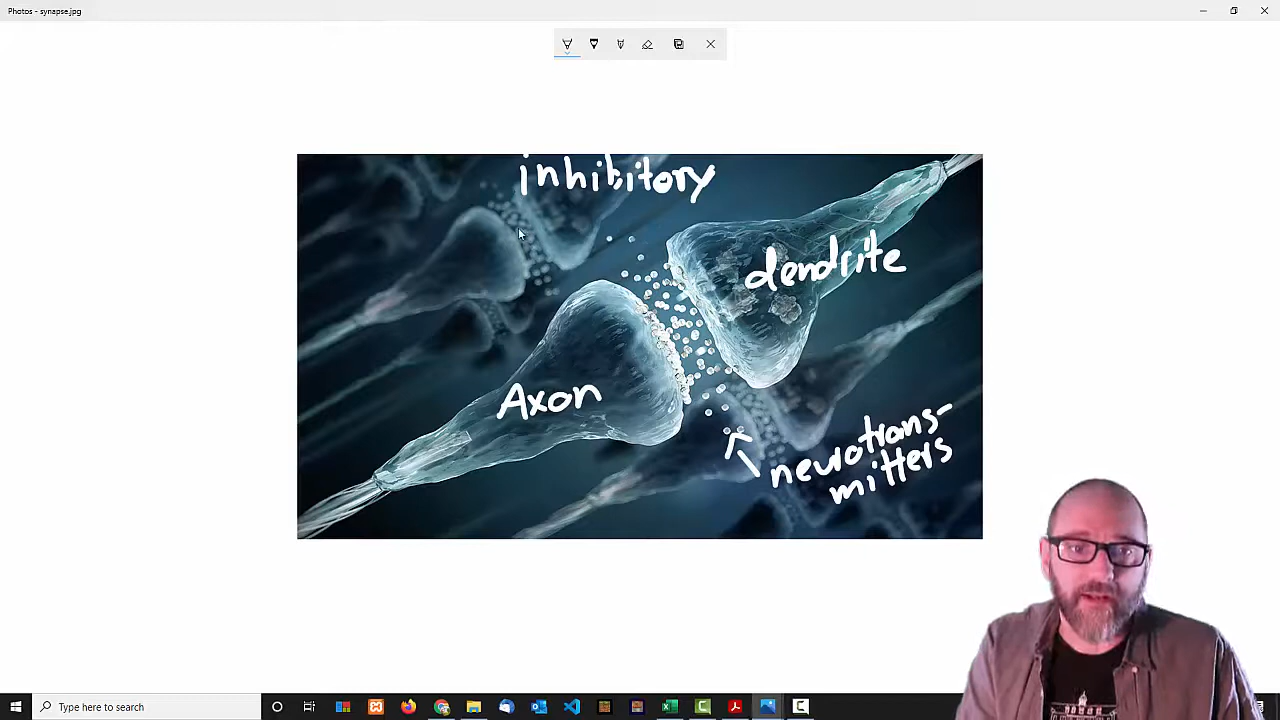 Photos - synapse.jpg
inhibitory
dendrite
Axon
neurotrans-
mitters
Type here to search